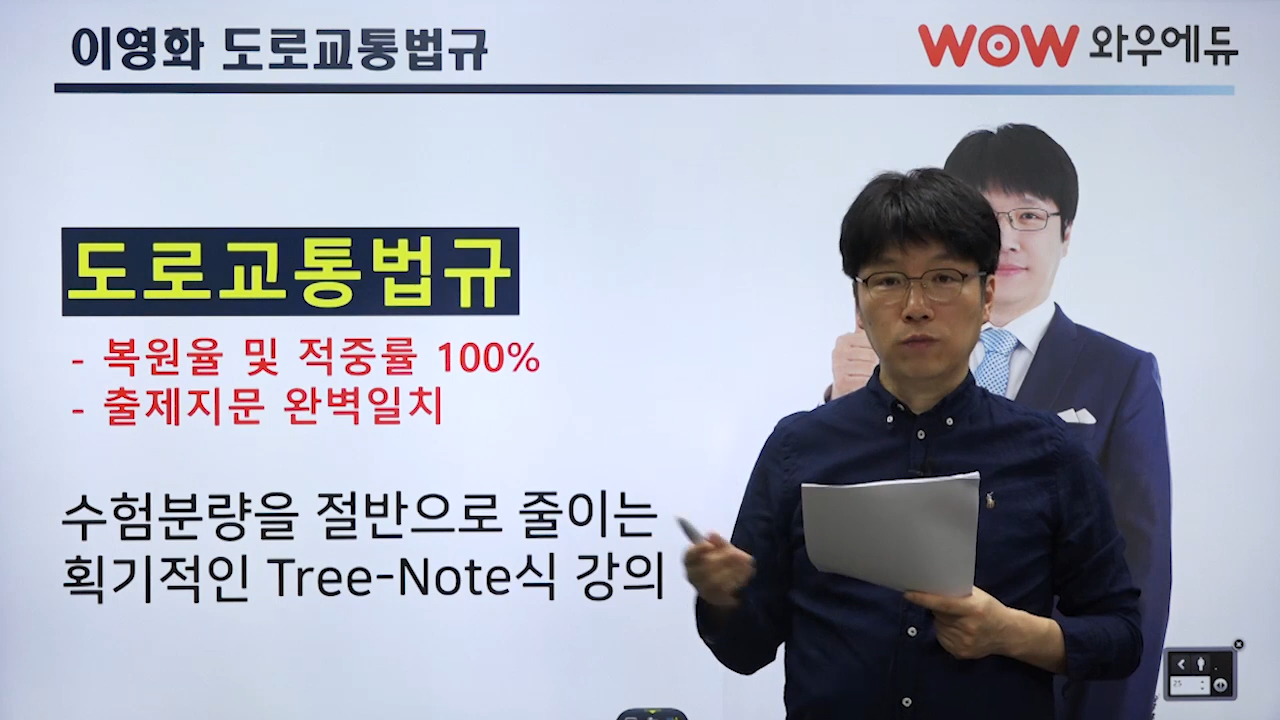 이영화 도로교통법규
WOW 와우에듀
도로교통법규
- 복원율 및 적중률 100%
- 출제지문 완벽일치
수험분량을 절반으로 줄이는
획기적인 Tree-Note식 강의
25